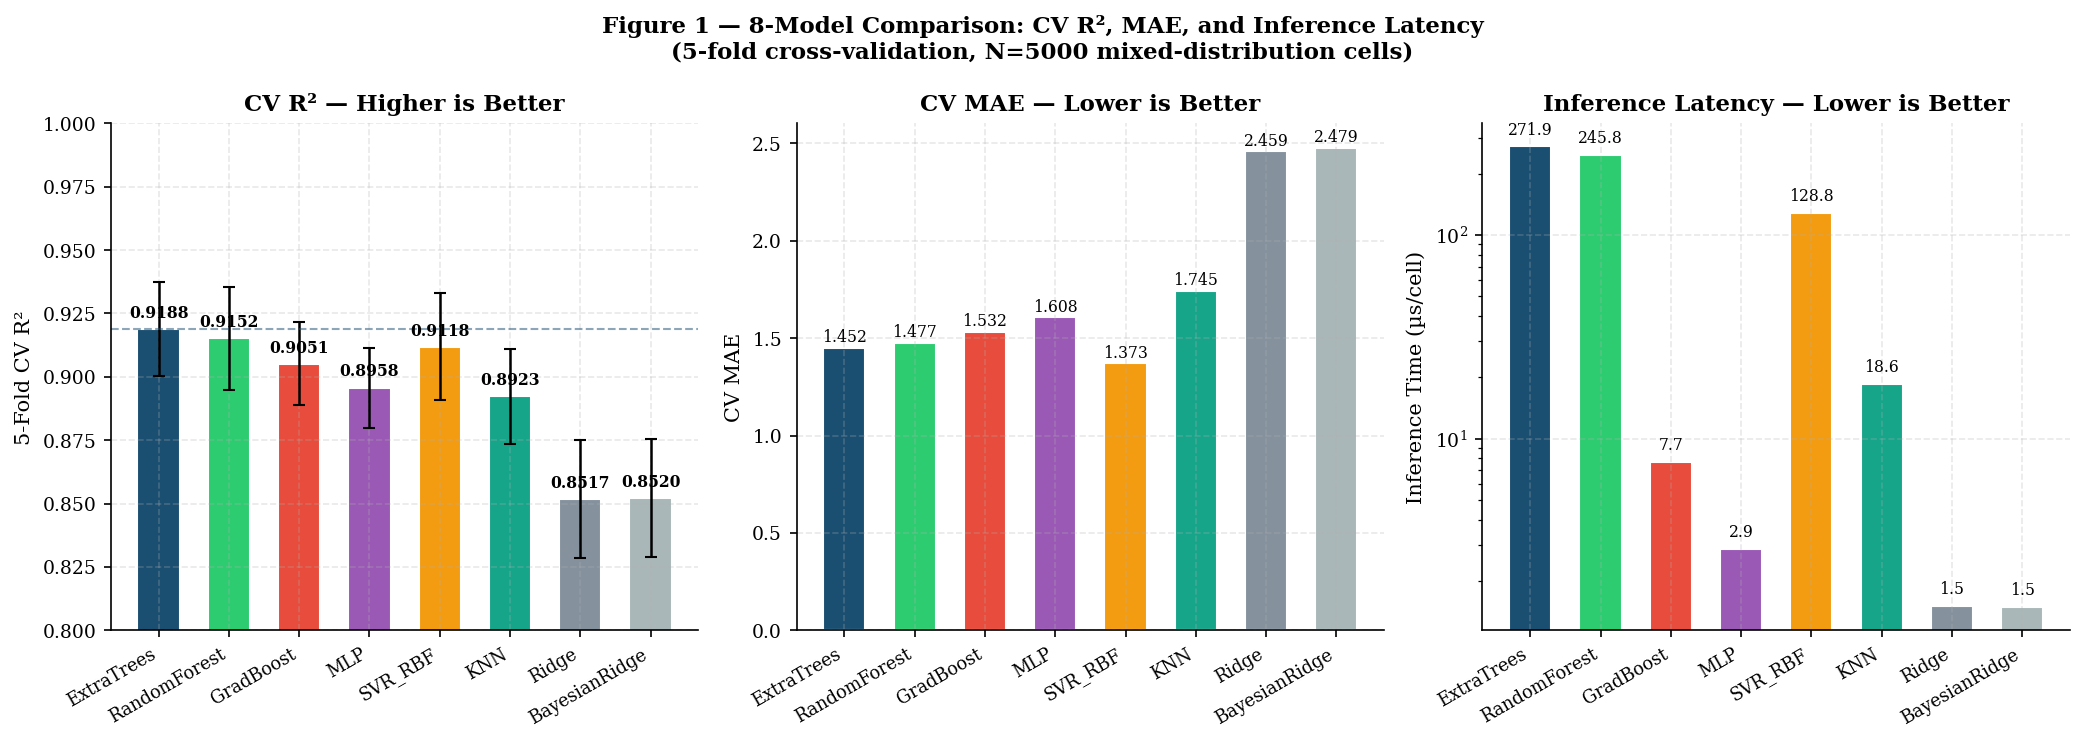 Figure 1 — 8-Model Comparison: CV R², MAE, and Inference Latency
(5-fold cross-validation, N=5000 mixed-distribution cells)
CV R² — Higher is Better
5-Fold CV R²
1.000
0.975
0.950
0.925
0.900
0.875
0.850
0.825
0.800
0.9188
0.9152
0.9051
0.8958
0.9118
0.8923
0.8517
0.8520
ExtraTrees
RandomForest
GradBoost
MLP
SVR_RBF
KNN
Ridge
BayesianRidge
CV MAE — Lower is Better
CV MAE
2.5
2.0
1.5
1.0
0.5
0.0
1.452
1.477
1.532
1.608
1.373
1.745
2.459
2.479
ExtraTrees
RandomForest
GradBoost
MLP
SVR_RBF
KNN
Ridge
BayesianRidge
Inference Latency — Lower is Better
Inference Time (µs/cell)
10²
10¹
271.9
245.8
7.7
2.9
128.8
18.6
1.5
1.5
ExtraTrees
RandomForest
GradBoost
MLP
SVR_RBF
KNN
Ridge
BayesianRidge